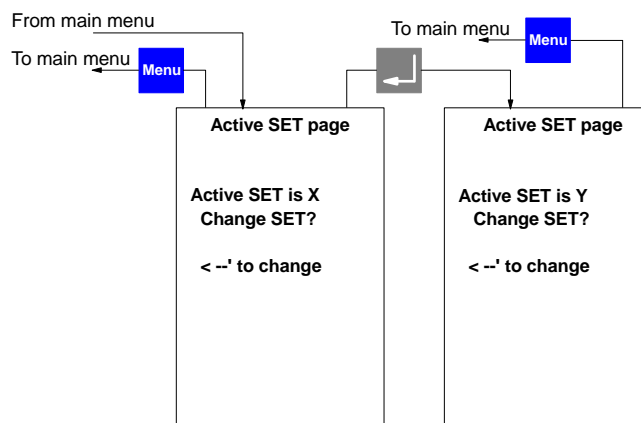 From main menu
To main menu
Menu
To main menu
Menu
Active SET page
Active SET is X
Change SET?
< --' to change
Active SET page
Active SET is Y
Change SET?
< --' to change